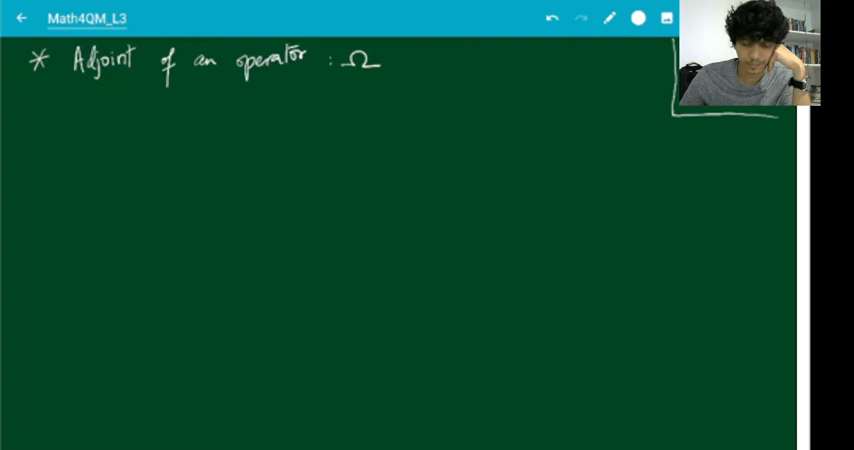 Math4QM_L3
* Adjoint of an operator : Ω